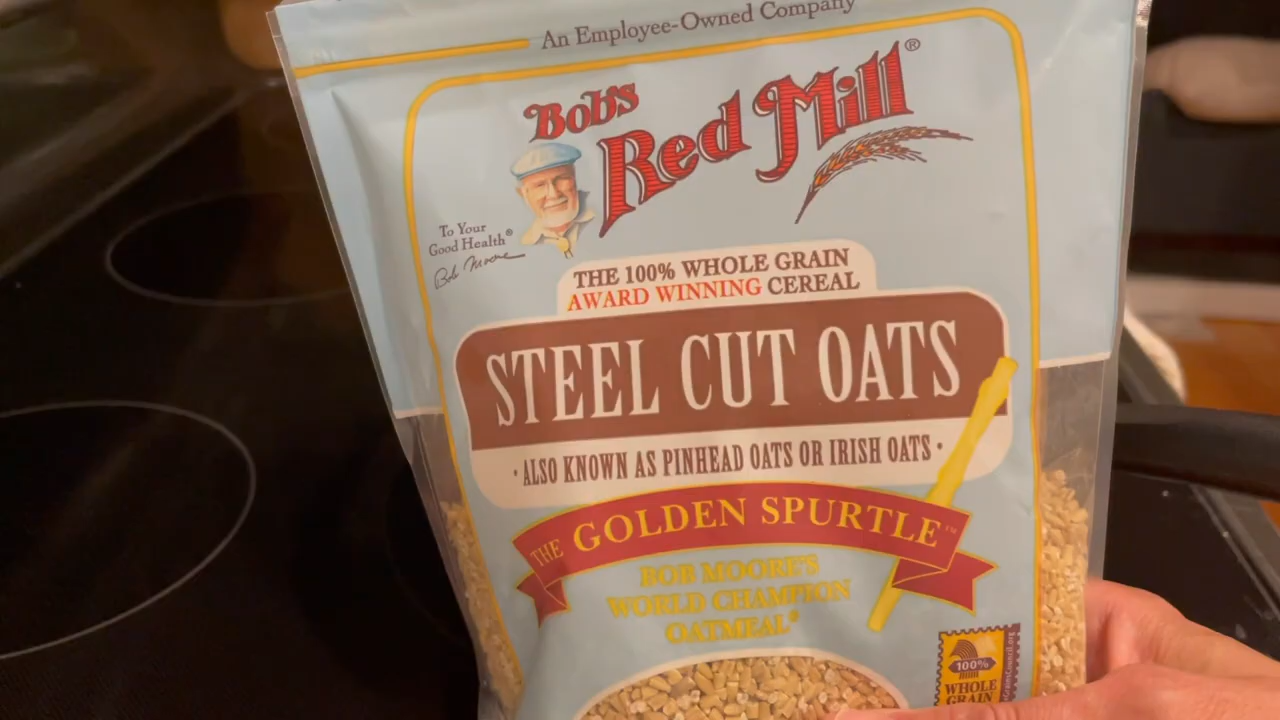 An Employee-Owned Company
Bob's
Red Mill®
To Your
Good Health®
Bob Moore
THE 100% WHOLE GRAIN
AWARD WINNING CEREAL
STEEL CUT OATS
· ALSO KNOWN AS PINHEAD OATS OR IRISH OATS ·
THE GOLDEN SPURTLE™
BOB MOORE'S
WORLD CHAMPION
OATMEAL®
100%
WHOLE
GRAIN